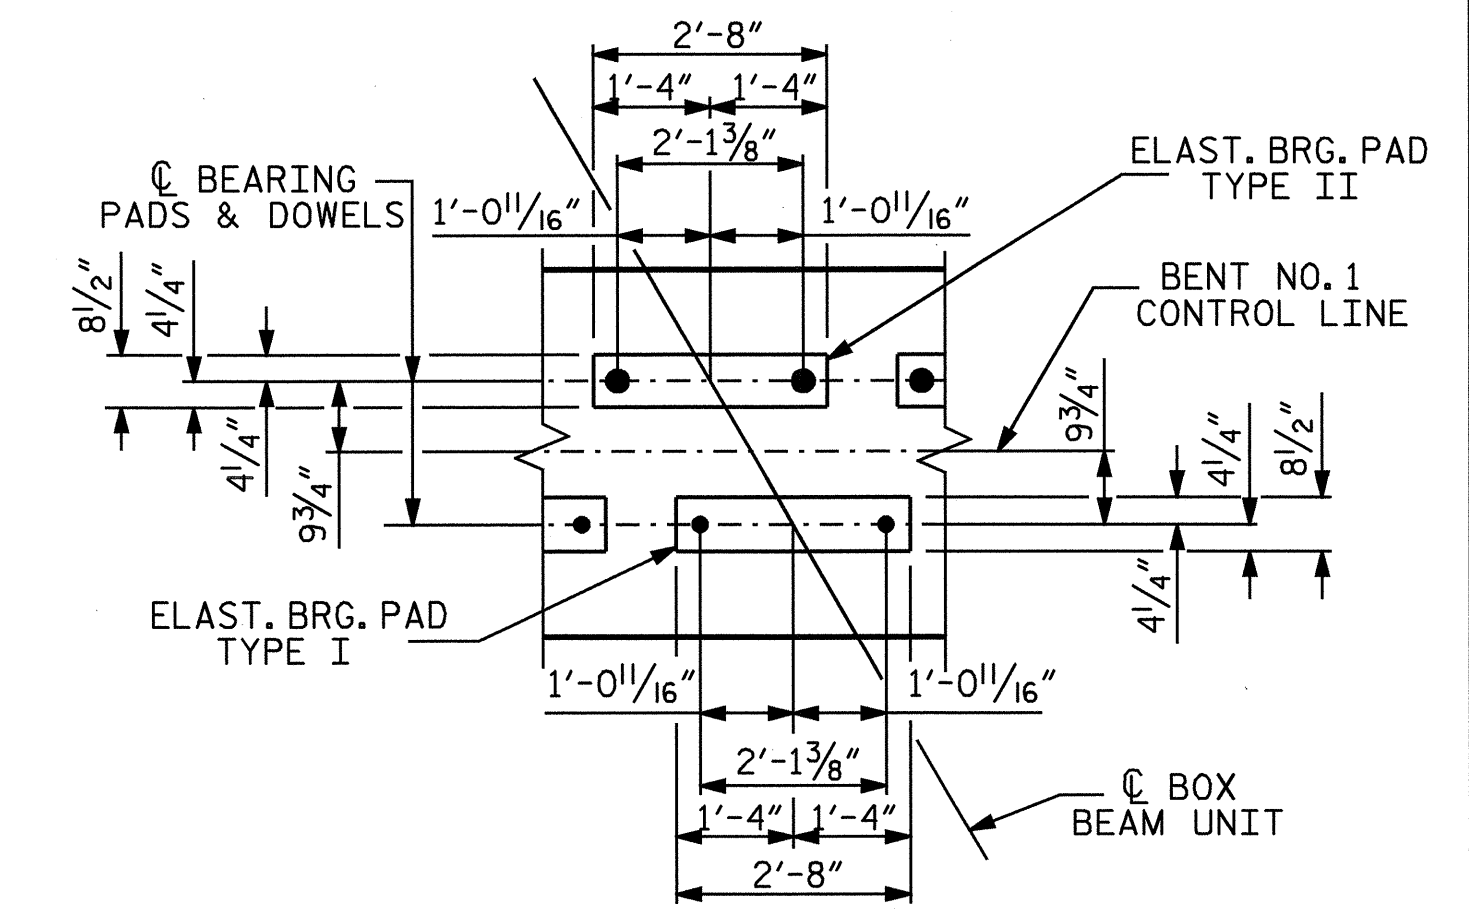 2'-8"
1'-4" 1'-4"
2'-1 3/8"
℄ BEARING
PADS & DOWELS
1'-0 11/16" 1'-0 11/16"
ELAST. BRG. PAD
TYPE II
8 1/2"
4 1/4"
4 1/4"
9 3/4"
BENT NO. 1
CONTROL LINE
9 3/4"
4 1/4"
8 1/2"
4 1/4"
ELAST. BRG. PAD
TYPE I
1'-0 11/16" 1'-0 11/16"
2'-1 3/8"
1'-4" 1'-4"
2'-8"
℄ BOX
BEAM UNIT